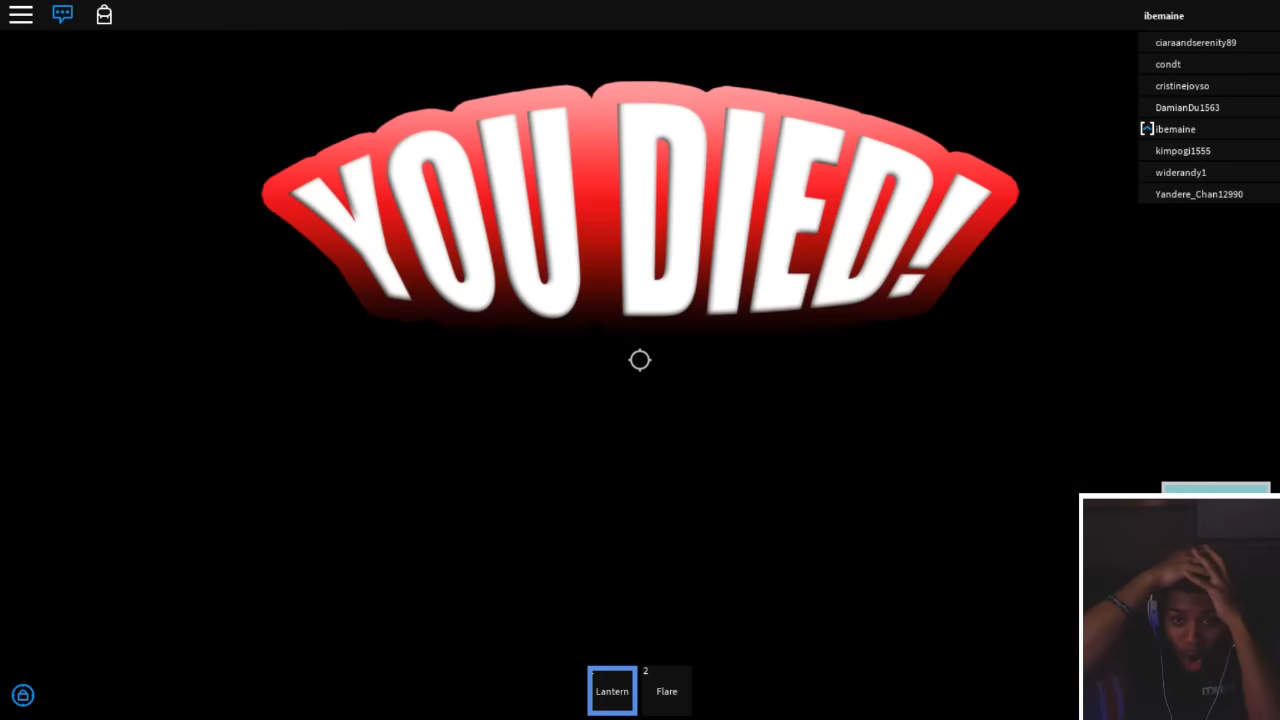 ibemaine
ciaraandserenity89
condt
cristinejoyso
DamianDu1563
ibemaine
kimpogi1555
widerandy1
Yandere_Chan12990
YOU DIED!
Lantern
2
Flare